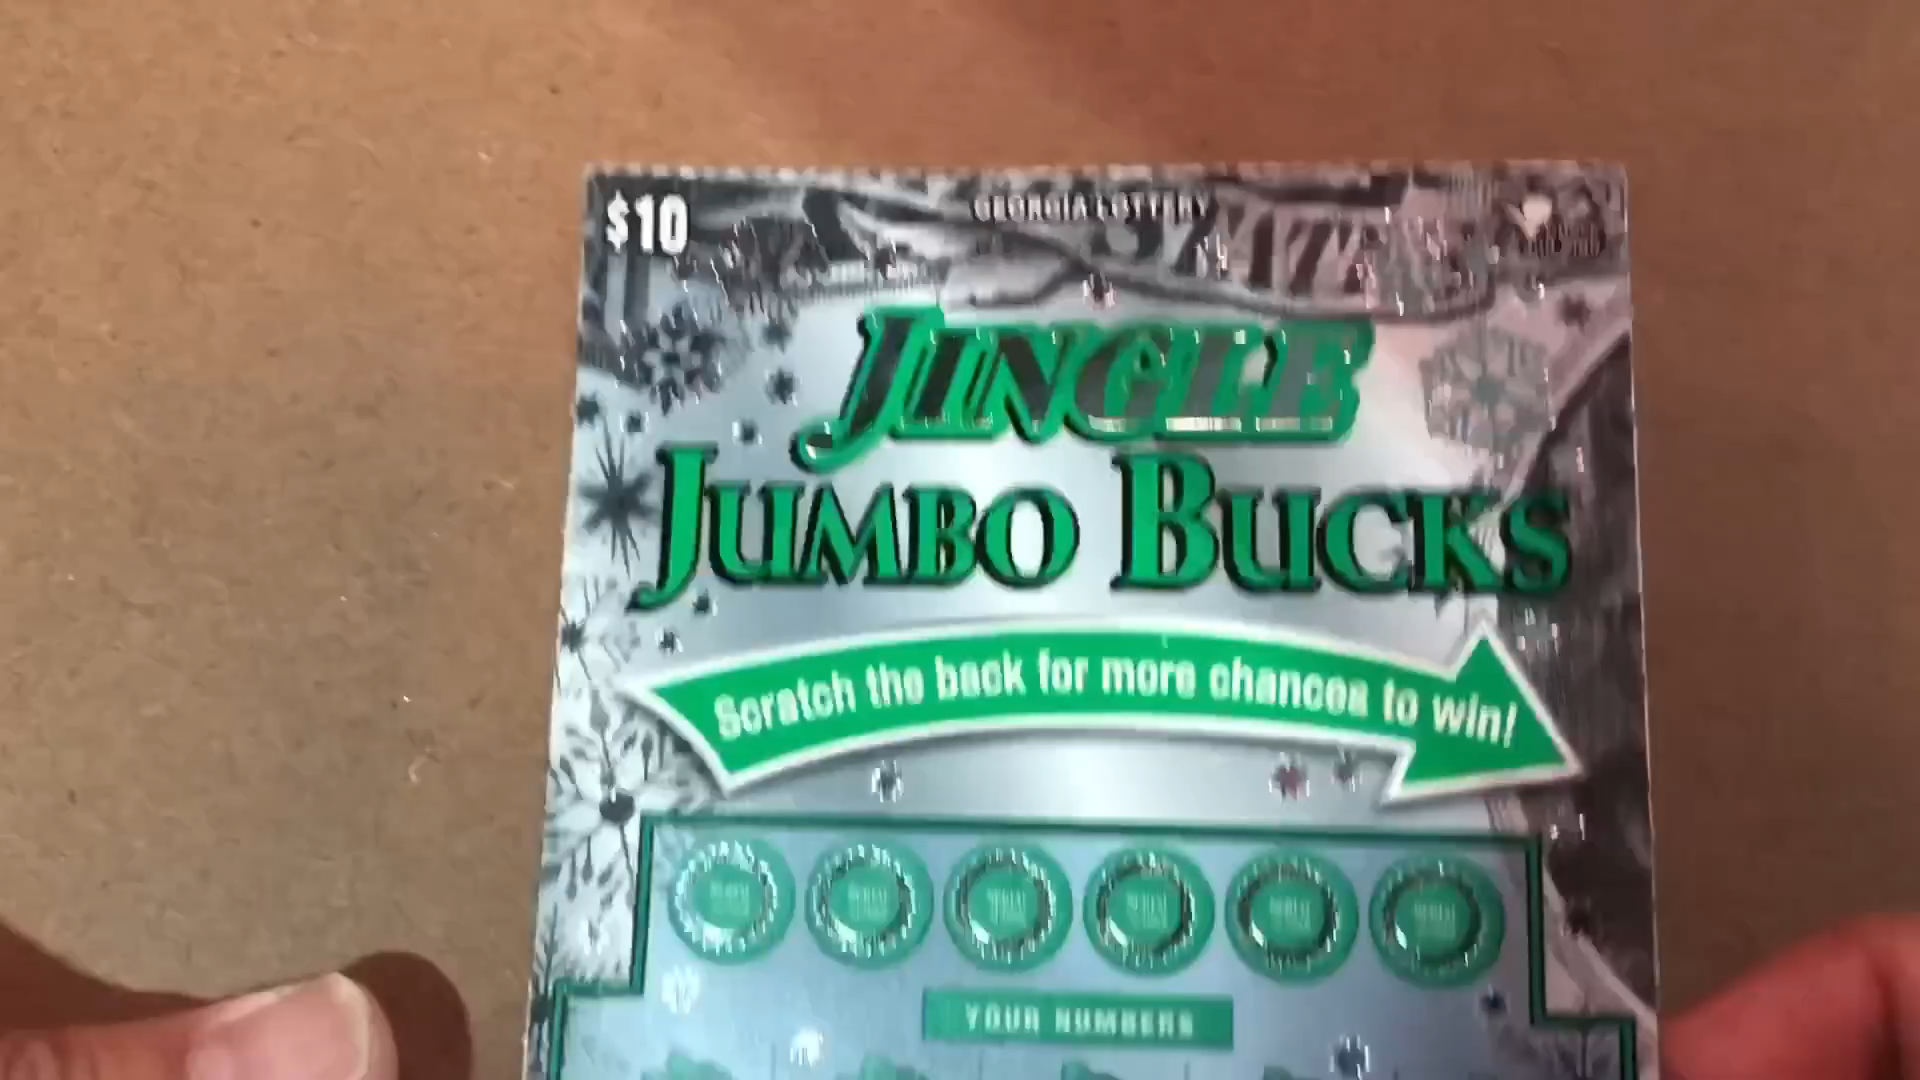 $10
GEORGIA LOTTERY
JINGLE
JUMBO BUCKS
Scratch the back for more chances to win!
YOUR NUMBERS